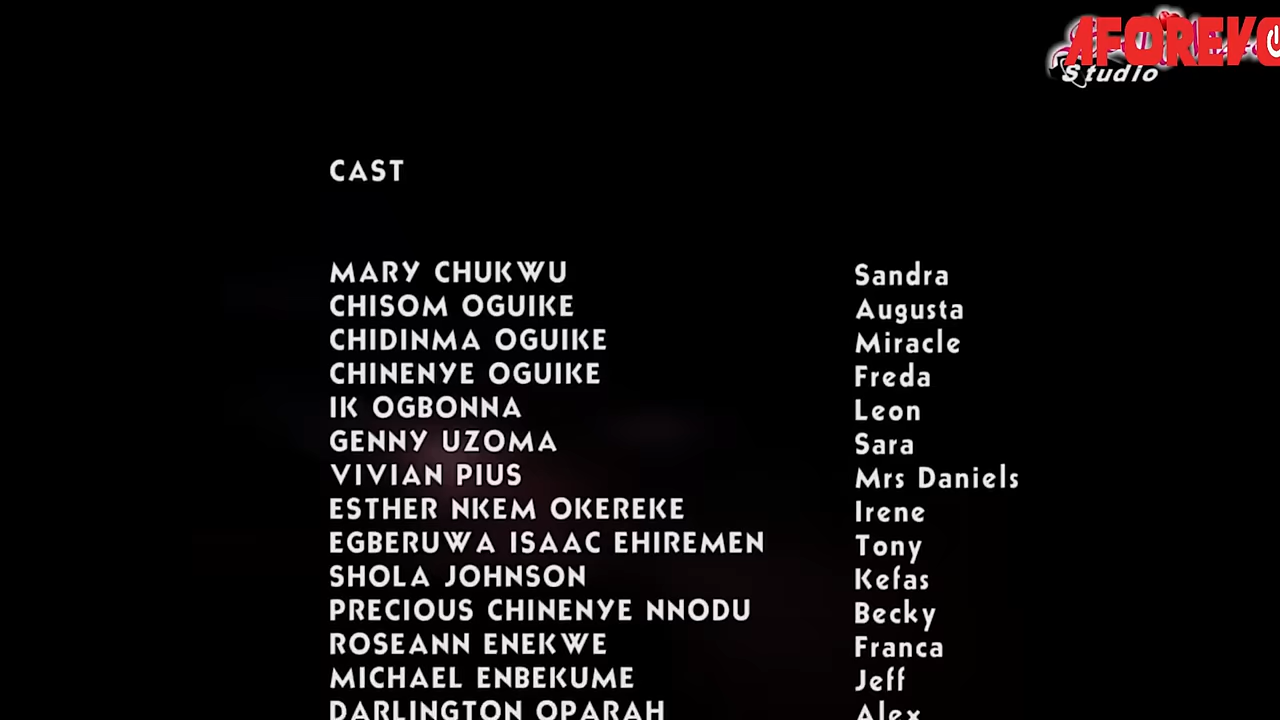 AFOREVO
Studio
CAST
MARY CHUKWU Sandra
CHISOM OGUIKE Augusta
CHIDINMA OGUIKE Miracle
CHINENYE OGUIKE Freda
IK OGBONNA Leon
GENNY UZOMA Sara
VIVIAN PIUS Mrs Daniels
ESTHER NKEM OKEREKE Irene
EGBERUWA ISAAC EHIREMEN Tony
SHOLA JOHNSON Kefas
PRECIOUS CHINENYE NNODU Becky
ROSEANN ENEKWE Franca
MICHAEL ENBEKUME Jeff
DARLINGTON OPARAH Alex